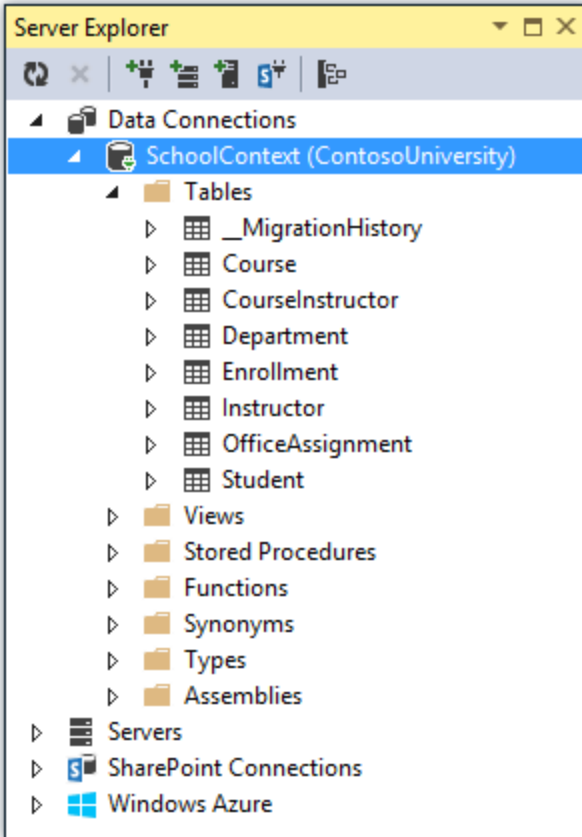 Server Explorer
Data Connections
SchoolContext (ContosoUniversity)
Tables
__MigrationHistory
Course
CourseInstructor
Department
Enrollment
Instructor
OfficeAssignment
Student
Views
Stored Procedures
Functions
Synonyms
Types
Assemblies
Servers
SharePoint Connections
Windows Azure